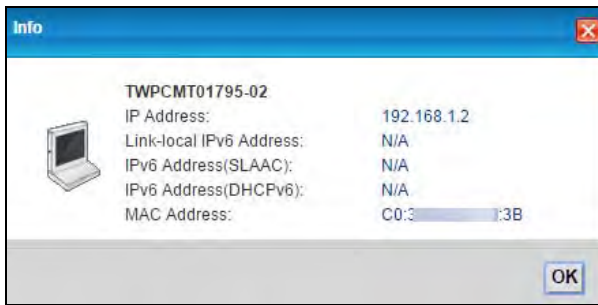 Info
TWPCMT01795-02
IP Address: 192.168.1.2
Link-local IPv6 Address: N/A
IPv6 Address(SLAAC): N/A
IPv6 Address(DHCPv6): N/A
MAC Address: C0:3 :3B
OK